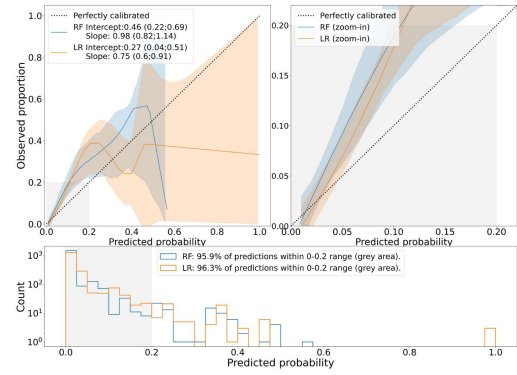 Perfectly calibrated
RF Intercept:0.46 (0.22;0.69)
Slope: 0.98 (0.82;1.14)
LR Intercept:0.27 (0.04;0.51)
Slope: 0.75 (0.6;0.91)
1.0
0.8
0.6
0.4
0.2
0.0
Observed proportion
0.0 0.2 0.4 0.6 0.8 1.0
Predicted probability
Perfectly calibrated
RF (zoom-in)
LR (zoom-in)
0.20
0.15
0.10
0.05
0.00
0.00 0.05 0.10 0.15 0.20
Predicted probability
RF: 95.9% of predictions within 0-0.2 range (grey area).
LR: 96.3% of predictions within 0-0.2 range (grey area).
10³
10²
10¹
10⁰
Count
0.0 0.2 0.4 0.6 0.8 1.0
Predicted probability